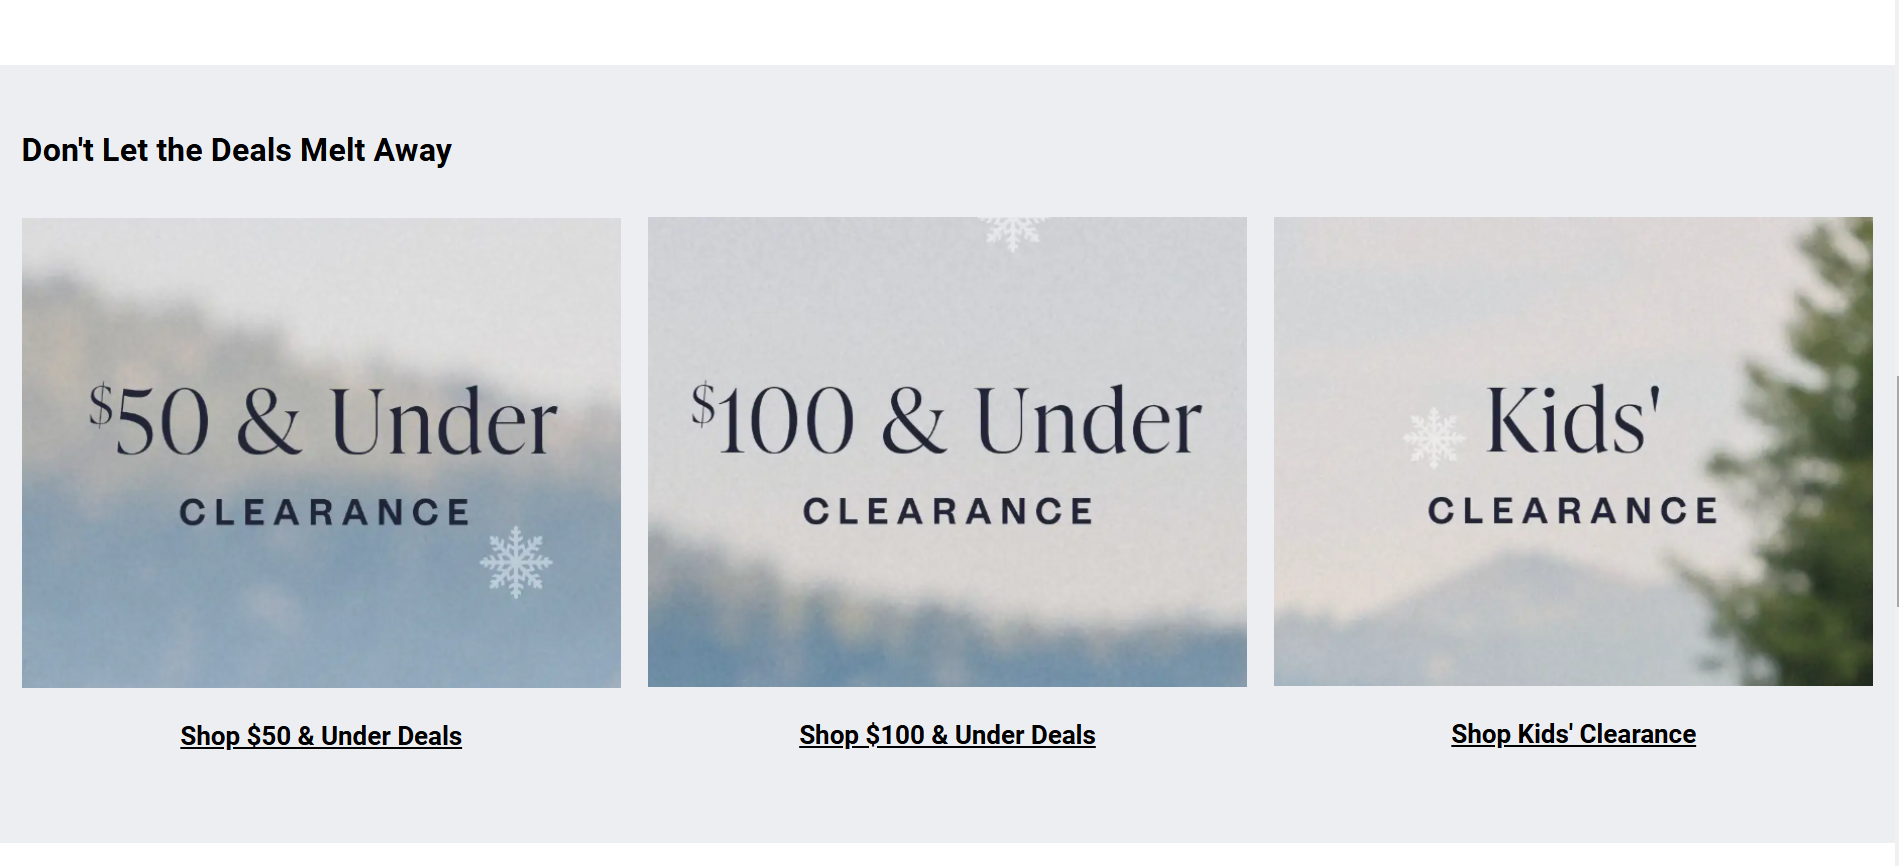 Don't Let the Deals Melt Away
$50 & Under
CLEARANCE
Shop $50 & Under Deals
$100 & Under
CLEARANCE
Shop $100 & Under Deals
Kids'
CLEARANCE
Shop Kids' Clearance